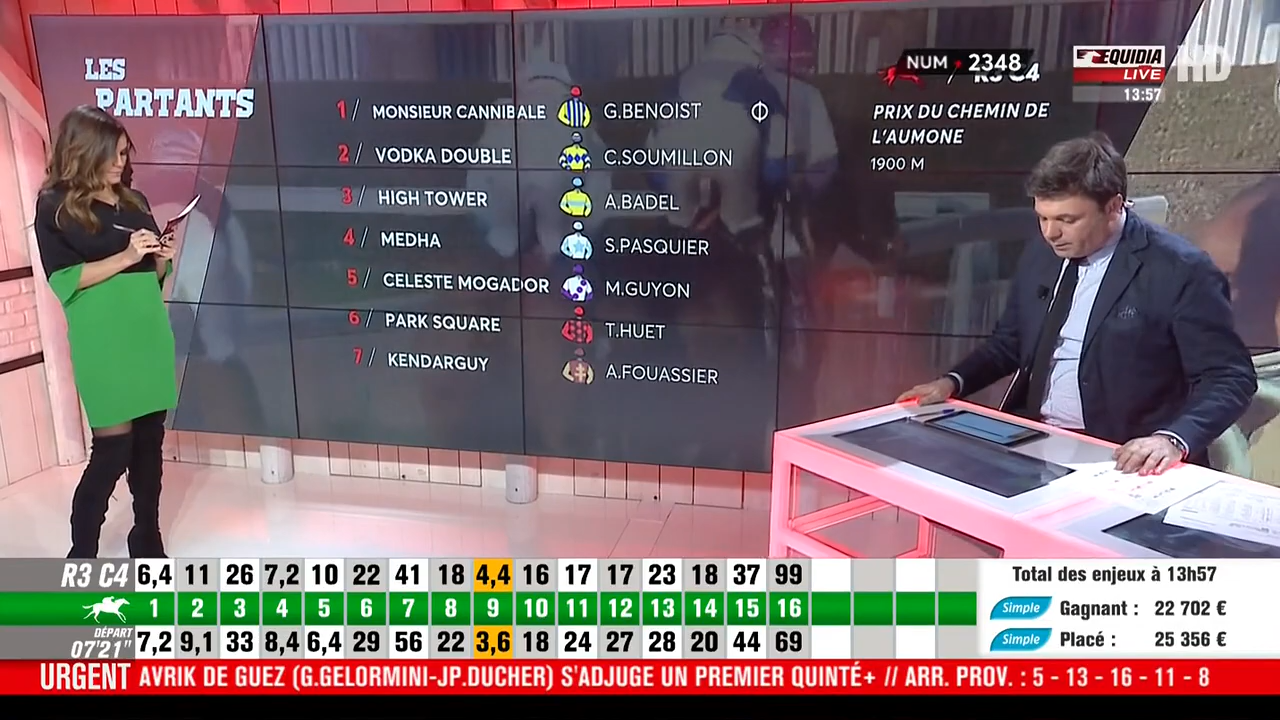 LES
PARTANTS
1/ MONSIEUR CANNIBALE G.BENOIST
2/ VODKA DOUBLE C.SOUMILLON
3/ HIGH TOWER A.BADEL
4/ MEDHA S.PASQUIER
5/ CELESTE MOGADOR M.GUYON
6/ PARK SQUARE T.HUET
7/ KENDARGUY A.FOUASSIER
NUM 2348
/ R3 C4
PRIX DU CHEMIN DE
L'AUMONE
1900 M
EQUIDIA HD
LIVE
13:57
R3 C4 6,4 11 26 7,2 10 22 41 18 4,4 16 17 17 23 18 37 99
1 2 3 4 5 6 7 8 9 10 11 12 13 14 15 16
DÉPART
07'21" 7,2 9,1 33 8,4 6,4 29 56 22 3,6 18 24 27 28 20 44 69
Total des enjeux à 13h57
Simple Gagnant : 22 702 €
Simple Placé : 25 356 €
URGENT AVRIK DE GUEZ (G.GELORMINI-JP.DUCHER) S'ADJUGE UN PREMIER QUINTÉ+ // ARR. PROV. : 5 - 13 - 16 - 11 - 8